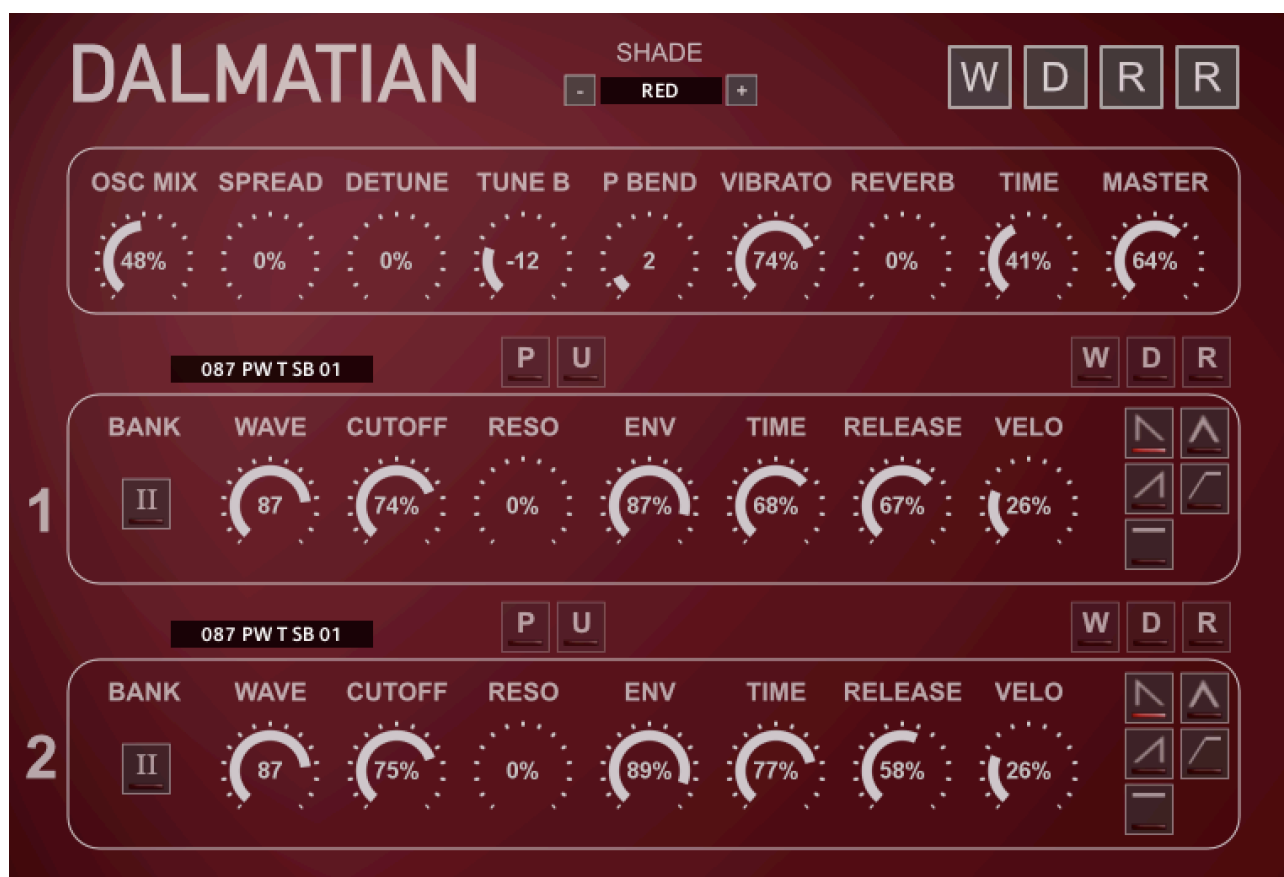 DALMATIAN
SHADE
- RED +
W D R R
OSC MIX SPREAD DETUNE TUNE B P BEND VIBRATO REVERB TIME MASTER
48% 0% 0% -12 2 74% 0% 41% 64%
087 PW T SB 01 P U W D R
BANK WAVE CUTOFF RESO ENV TIME RELEASE VELO
1 II 87 74% 0% 87% 68% 67% 26%
087 PW T SB 01 P U W D R
BANK WAVE CUTOFF RESO ENV TIME RELEASE VELO
2 II 87 75% 0% 89% 77% 58% 26%